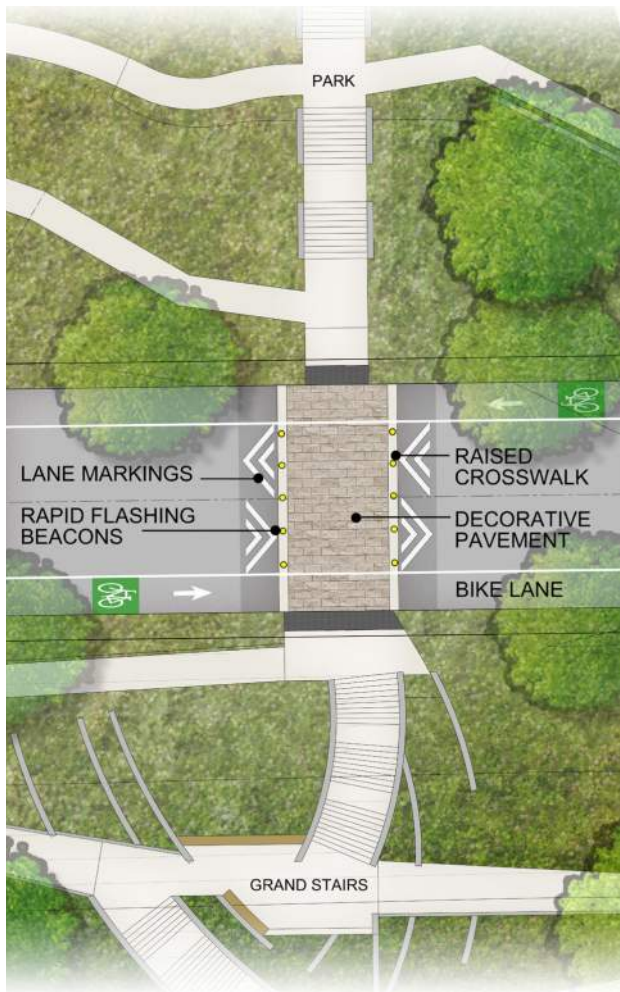 PARK
LANE MARKINGS
RAISED
CROSSWALK
RAPID FLASHING
BEACONS
DECORATIVE
PAVEMENT
BIKE LANE
GRAND STAIRS